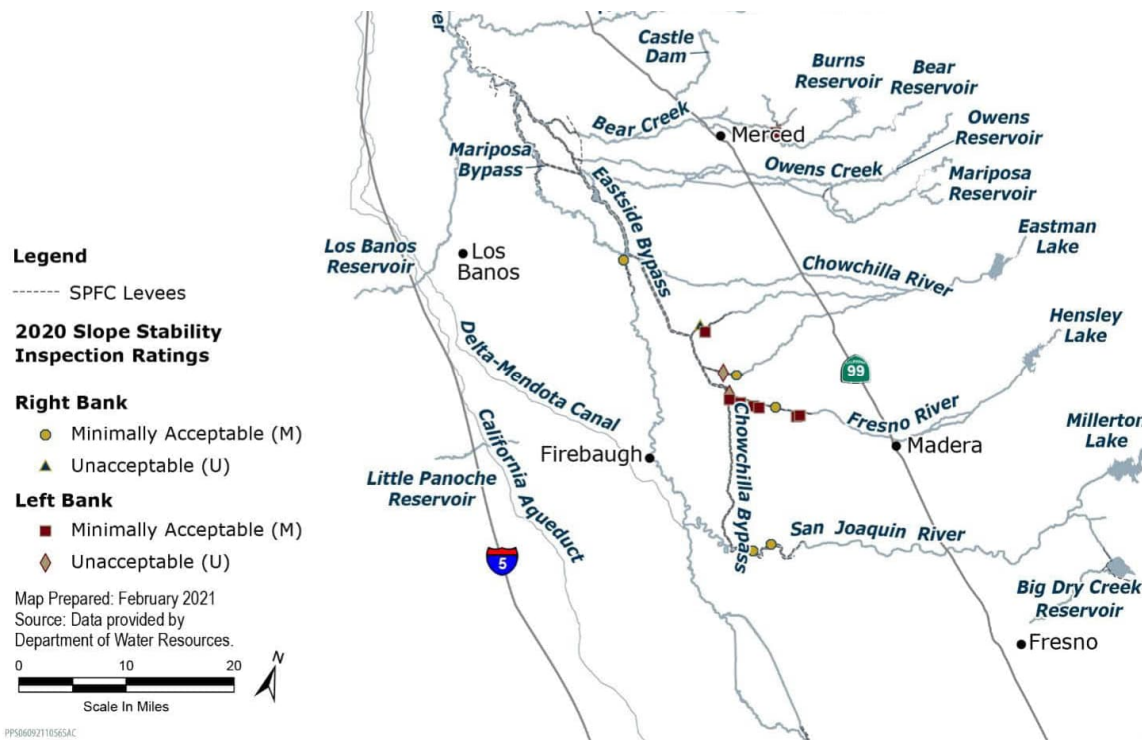 Legend
SPFC Levees
2020 Slope Stability
Inspection Ratings
Right Bank
Minimally Acceptable (M)
Unacceptable (U)
Left Bank
Minimally Acceptable (M)
Unacceptable (U)
Map Prepared: February 2021
Source: Data provided by
Department of Water Resources.
0 10 20
Scale In Miles
N
PPS06092110S6SAC
Castle
Dam
Burns
Reservoir
Bear
Reservoir
Bear Creek
Merced
Owens
Reservoir
Mariposa
Bypass
Owens Creek
Mariposa
Reservoir
Eastside Bypass
Los Banos
Reservoir
Los
Banos
Chowchilla River
Eastman
Lake
Hensley
Lake
Delta-Mendota Canal
99
Fresno River
Madera
Millerton
Lake
California Aqueduct
Firebaugh
Chowchilla Bypass
Little Panoche
Reservoir
San Joaquin River
5
Big Dry Creek
Reservoir
Fresno